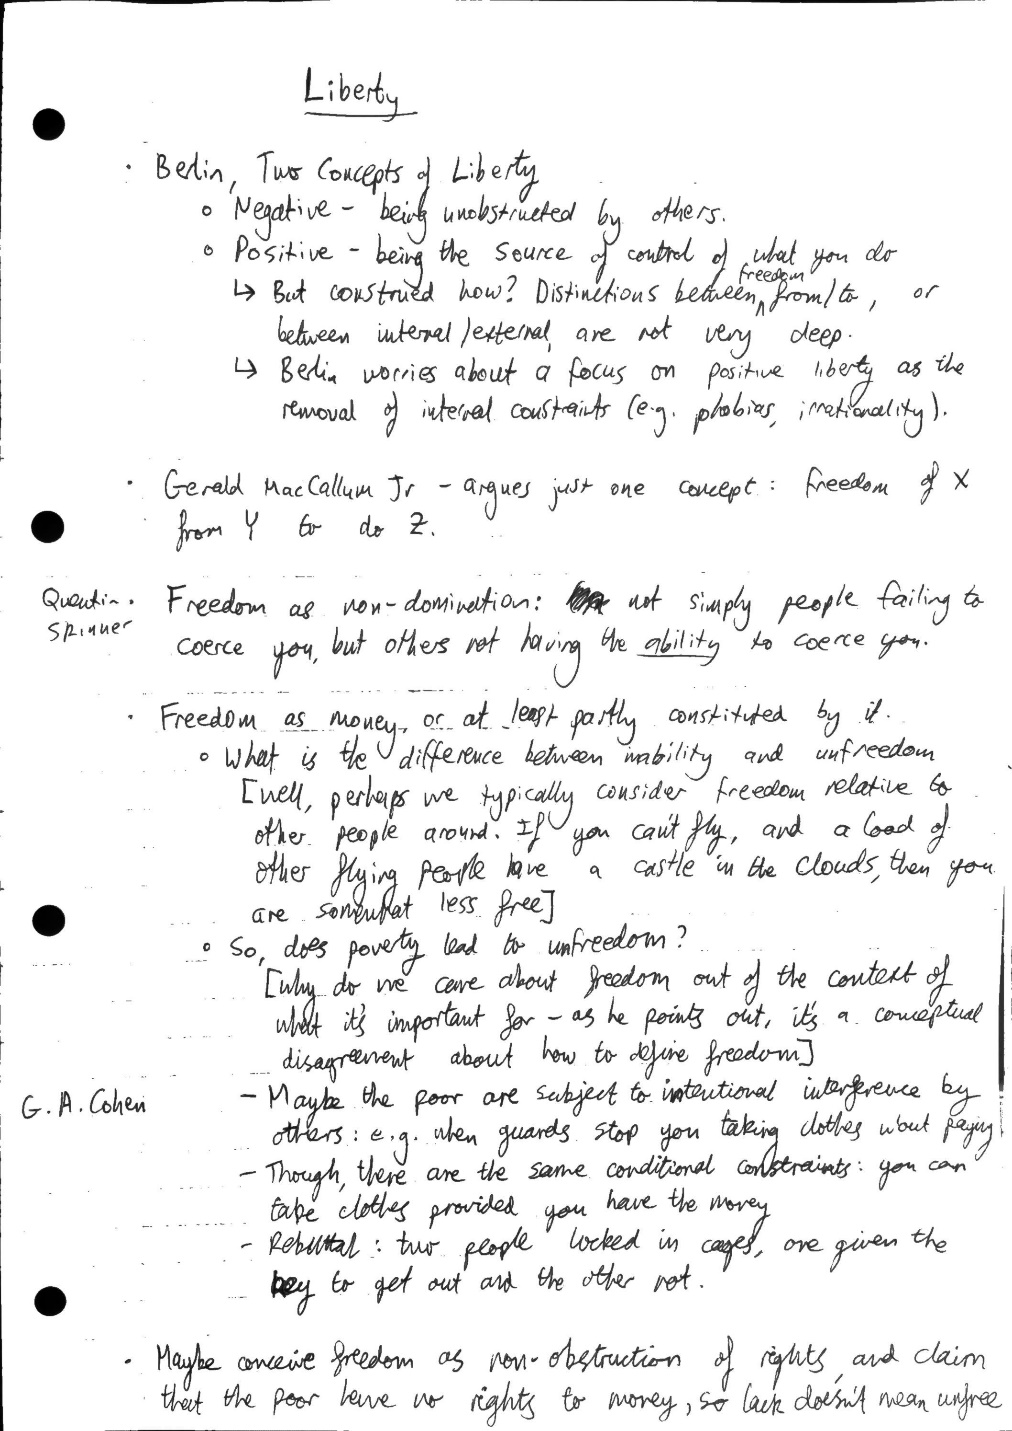 Liberty
· Berlin, Two Concepts of Liberty
o Negative - being unobstructed by others.
o Positive - being the source of control of what you do
↳ But construed how? Distinctions between ^freedom from/to, or
between internal/external, are not very deep.
↳ Berlin worries about a focus on positive liberty as the
removal of internal constraints (e.g. phobias, irrationality).
· Gerald MacCallum Jr - argues just one concept: freedom of X
from Y to do Z.
Quentin
Skinner
· Freedom as non-domination: not simply people failing to
coerce you, but others not having the ability to coerce you.
· Freedom as money, or at least partly constituted by it.
o What is the difference between inability and unfreedom
[well, perhaps we typically consider freedom relative to
other people around. If you can't fly, and a load of
other flying people have a castle in the clouds, then you
are somewhat less free]
o So, does poverty lead to unfreedom?
[why do we care about freedom out of the context of
what it's important for - as he points out, it's a conceptual
disagreement about how to define freedom]
G. A. Cohen
- Maybe the poor are subject to intentional interference by
others: e.g. when guards stop you taking clothes w'out paying
- Though, there are the same conditional constraints: you can
take clothes provided you have the money
- Rebuttal: two people locked in cages, one given the
key to get out and the other not.
· Maybe conceive freedom as non-obstruction of rights, and claim
that the poor have no rights to money, so lack doesn't mean unfree